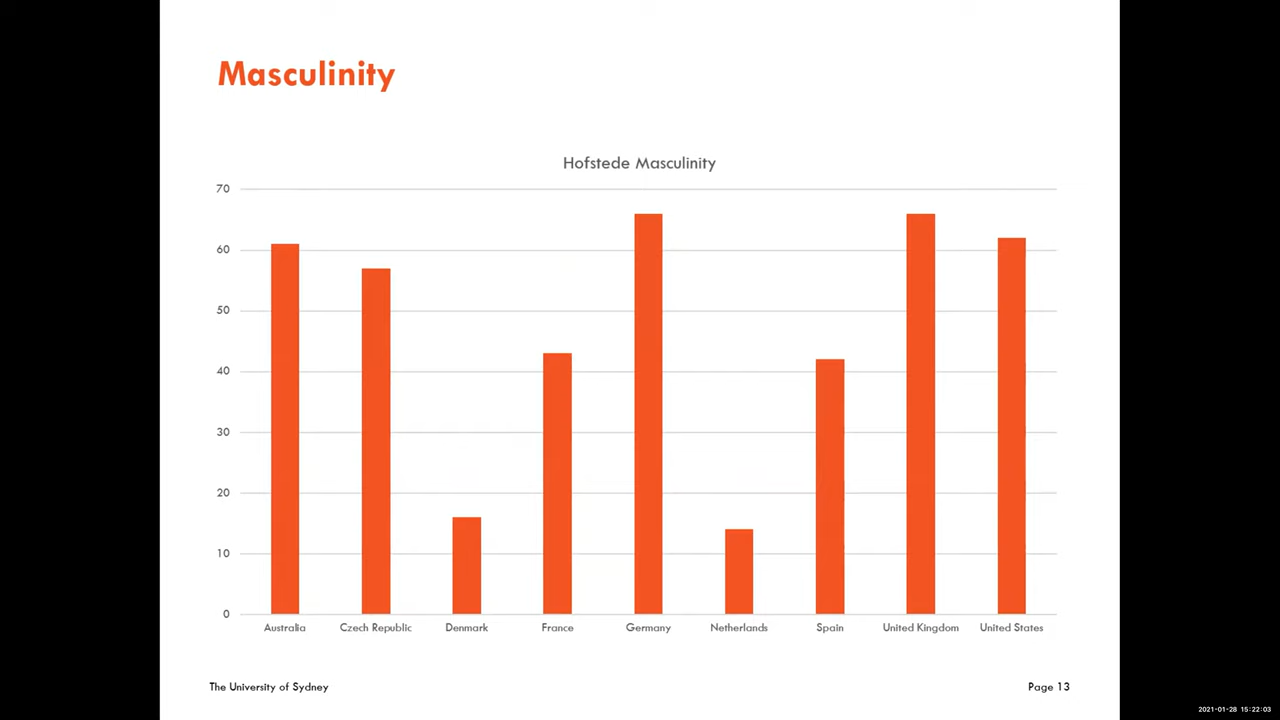 Masculinity
Hofstede Masculinity
70
60
50
40
30
20
10
0
Australia Czech Republic Denmark France Germany Netherlands Spain United Kingdom United States
The University of Sydney Page 13
2021-01-28 15:22:03